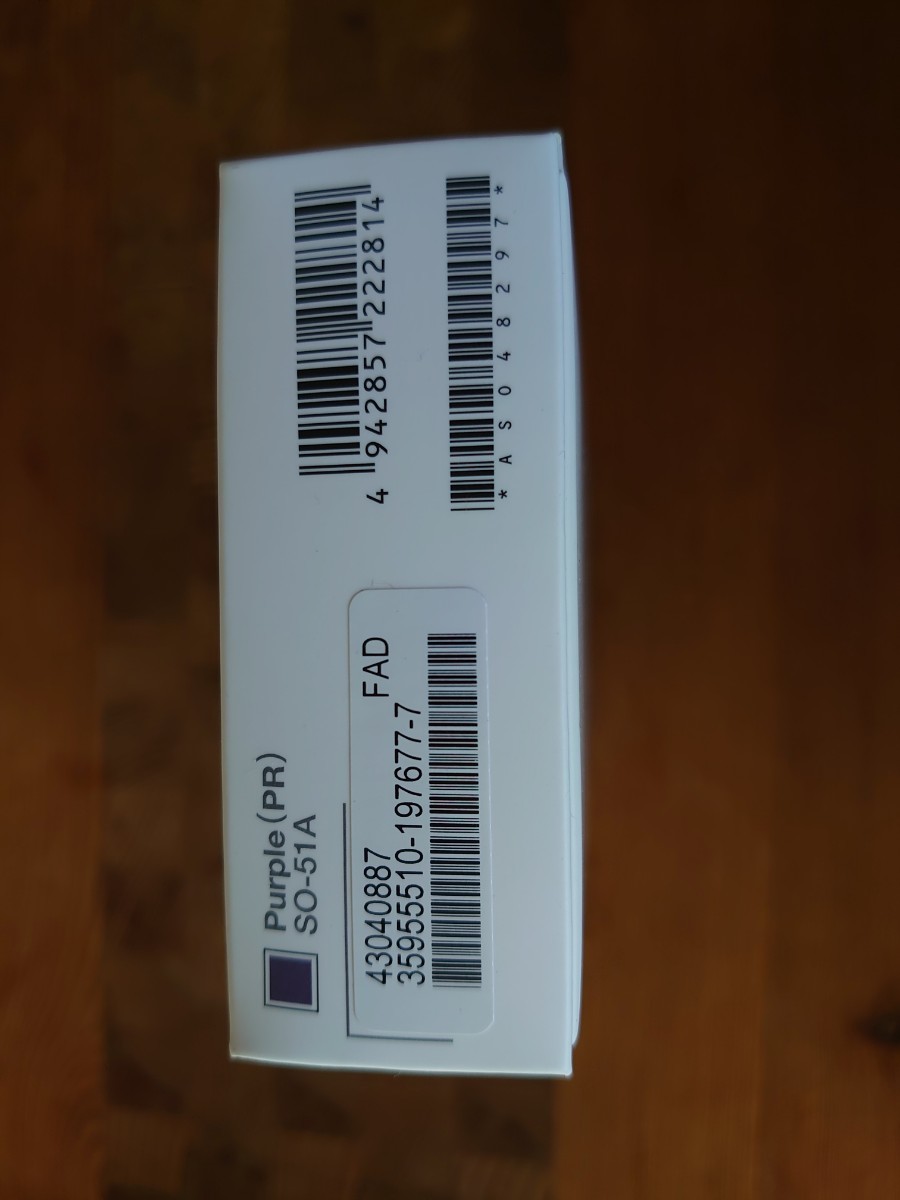 Purple(PR)
SO-51A
43040887 FAD
35955510-197677-7
4 942857 222814
*AS048297*